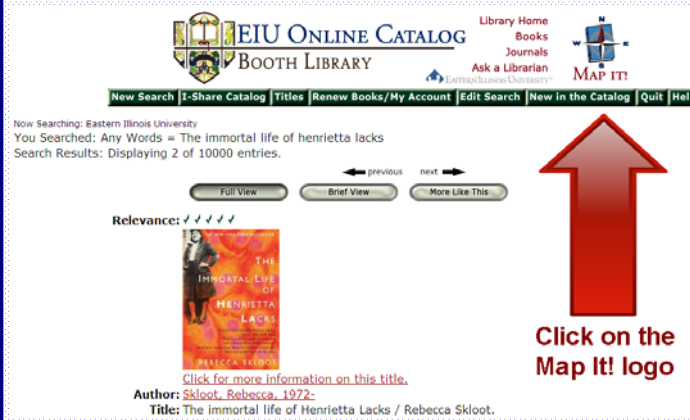 EIU ONLINE CATALOG
BOOTH LIBRARY
Library Home
Books
Journals
Ask a Librarian
EASTERN ILLINOIS UNIVERSITY
N
W
E
S
MAP IT!
New Search I-Share Catalog Titles Renew Books/My Account Edit Search New in the Catalog Quit Hel
Now Searching: Eastern Illinois University
You Searched: Any Words = The immortal life of henrietta lacks
Search Results: Displaying 2 of 10000 entries.
previous next
Full View Brief View More Like This
Relevance:
THE
IMMORTAL LIFE
OF
HENRIETTA
LACKS
REBECCA SKLOOT
Click for more information on this title.
Author: Skloot, Rebecca, 1972-
Title: The immortal life of Henrietta Lacks / Rebecca Skloot.
Click on the
Map It! logo